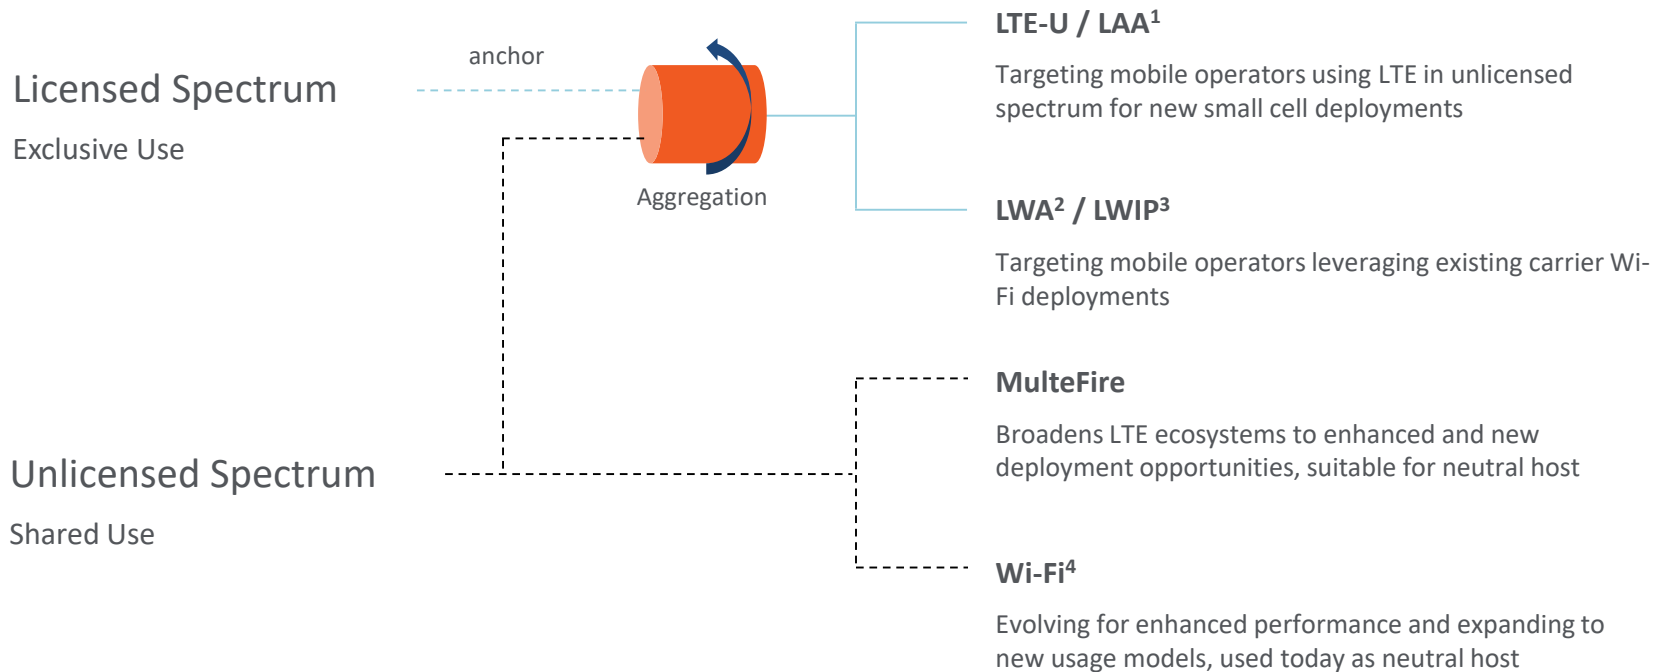 Licensed Spectrum
Exclusive Use
anchor
Aggregation
LTE-U / LAA¹
Targeting mobile operators using LTE in unlicensed
spectrum for new small cell deployments
LWA² / LWIP³
Targeting mobile operators leveraging existing carrier Wi-
Fi deployments
Unlicensed Spectrum
Shared Use
MulteFire
Broadens LTE ecosystems to enhanced and new
deployment opportunities, suitable for neutral host
Wi-Fi⁴
Evolving for enhanced performance and expanding to
new usage models, used today as neutral host